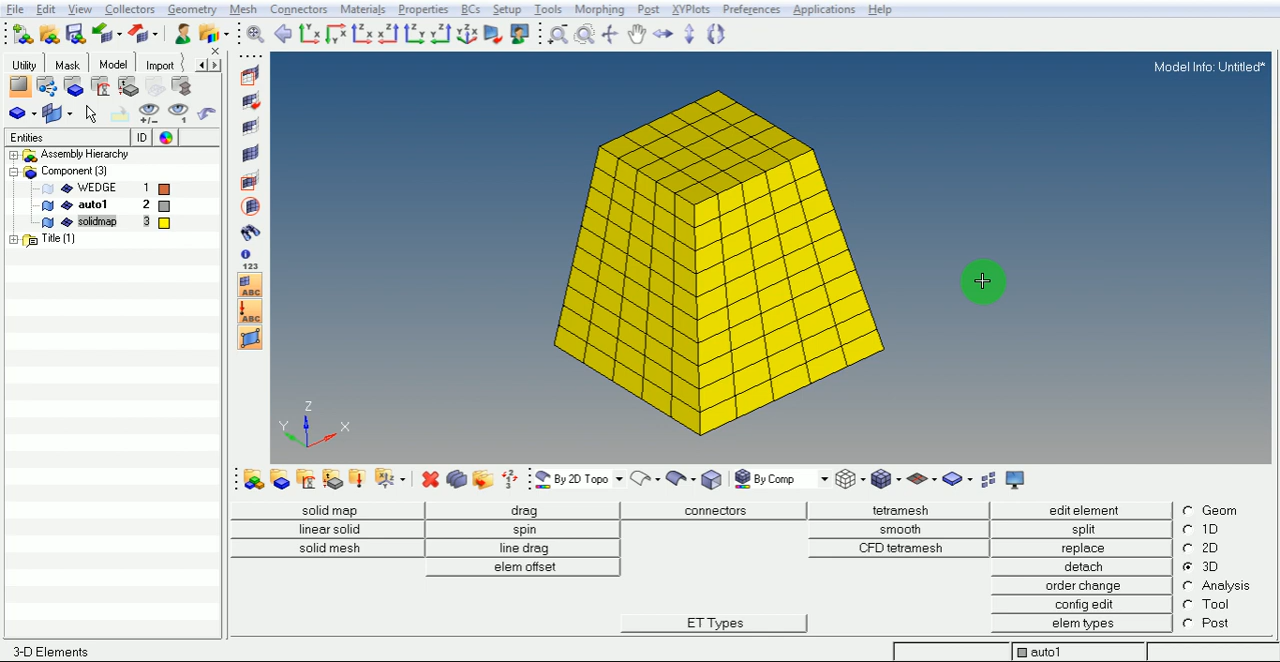 File Edit View Collectors Geometry Mesh Connectors Materials Properties BCs Setup Tools Morphing Post XYPlots Preferences Applications Help
Utility Mask Model Import
Model Info: Untitled*
Entities ID
Assembly Hierarchy
Component (3)
WEDGE 1
auto1 2
solidmap 3
Title (1)
123
ABC
ABC
Z
Y X
By 2D Topo By Comp
solid map drag connectors tetramesh edit element Geom
linear solid spin smooth split 1D
solid mesh line drag CFD tetramesh replace 2D
elem offset detach 3D
order change Analysis
config edit Tool
ET Types elem types Post
3-D Elements auto1